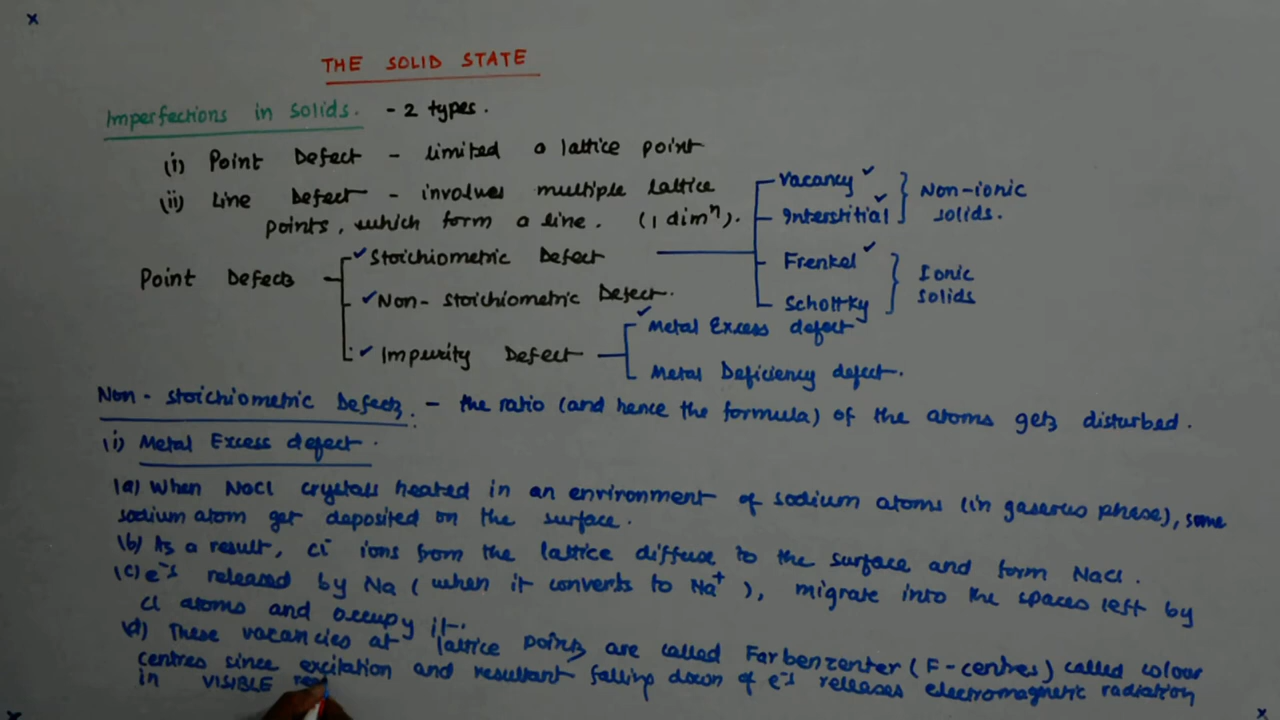 THE SOLID STATE
Imperfections in solids. - 2 types.
(i) Point Defect - limited a lattice point
(ii) Line Defect - involves multiple lattice
points, which form a line. (1 dimⁿ).
Vacancy ✓
Interstitial ✓
Non-ionic
solids.
Point Defects
✓ Stoichiometric Defect
✓ Non-Stoichiometric Defect.
✓ Impurity Defect
Frenkel ✓
Schottky
Ionic
solids
✓ Metal Excess defect
Metal Deficiency defect.
Non-stoichiometric Defects. - the ratio (and hence the formula) of the atoms gets disturbed.
(i) Metal Excess defect.
(a) When NaCl crystals heated in an environment of sodium atoms (in gaseous phase), some
sodium atom get deposited on the surface.
(b) As a result, Cl⁻ ions from the lattice diffuse to the surface and form NaCl.
(c) e⁻s released by Na (when it converts to Na⁺), migrate into the spaces left by
Cl atoms and occupy it.
(d) These vacancies at lattice points are called Farbenzenter (F-centres) called colour
centres since excitation and resultant falling down of e⁻s releases electromagnetic radiation
in VISIBLE